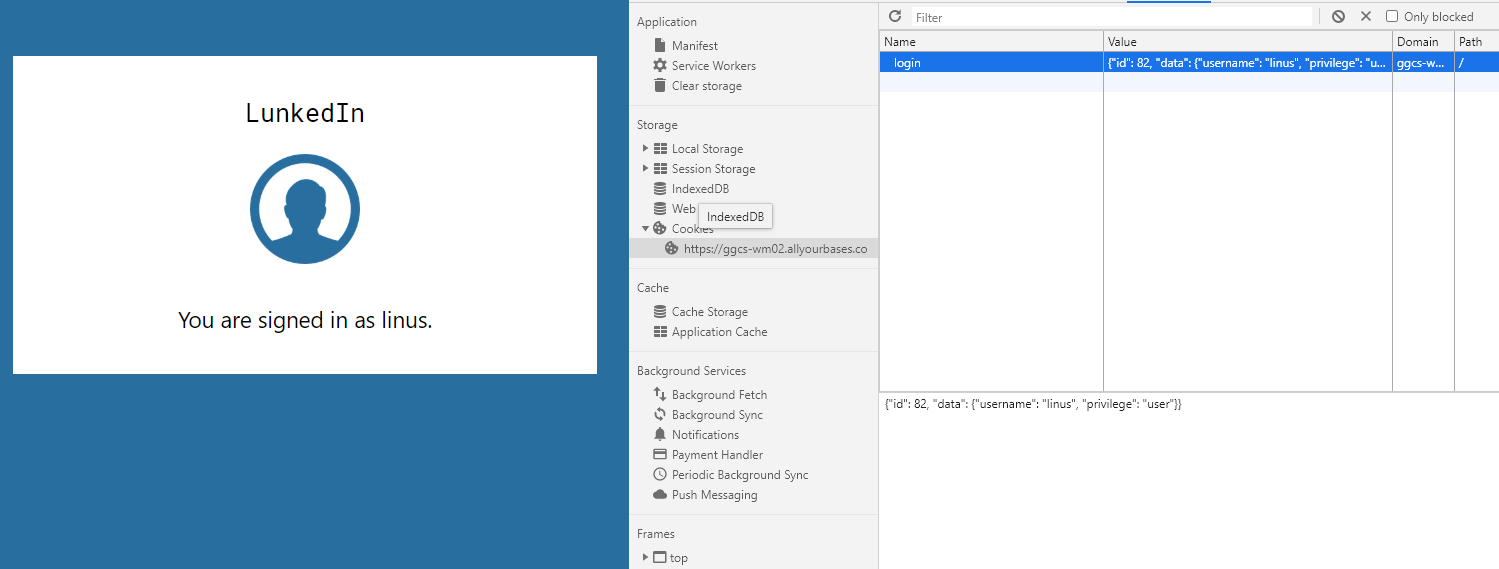 LunkedIn
You are signed in as linus.
Application
Manifest
Service Workers
Clear storage
Storage
Local Storage
Session Storage
IndexedDB
Web
IndexedDB
Cookies
https://ggcs-wm02.allyourbases.co
Cache
Cache Storage
Application Cache
Background Services
Background Fetch
Background Sync
Notifications
Payment Handler
Periodic Background Sync
Push Messaging
Frames
top
Filter
Only blocked
Name Value Domain Path
login {"id": 82, "data": {"username": "linus", "privilege": "u... ggcs-w... /
{"id": 82, "data": {"username": "linus", "privilege": "user"}}